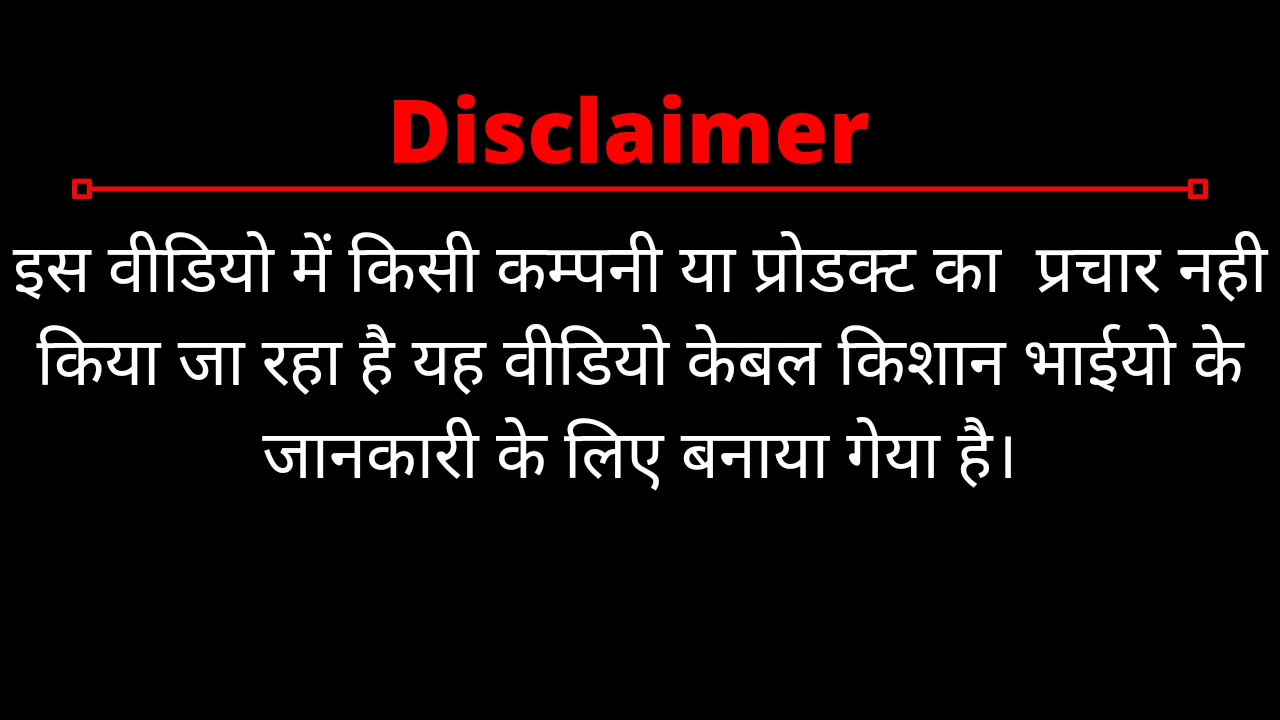 Disclaimer
इस वीडियो में किसी कम्पनी या प्रोडक्ट का  प्रचार नही
किया जा रहा है यह वीडियो केबल किशान भाईयो के
जानकारी के लिए बनाया गेया है।